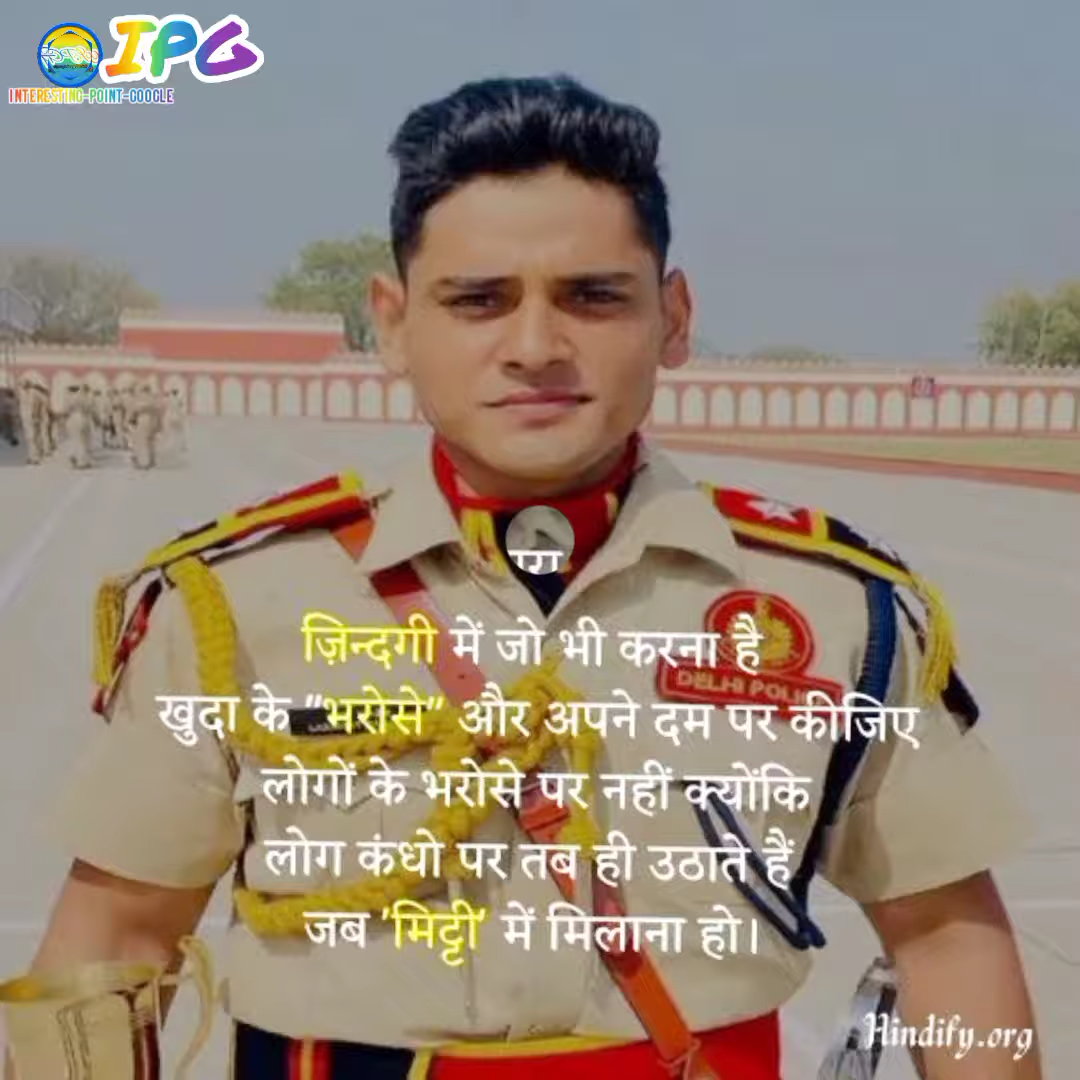 IPG
INTERESTING-POINT-GOOGLE
ज़िन्दगी में जो भी करना है
DELHI POLI
खुदा के "भरोसे" और अपने दम पर कीजिए
लोगों के भरोसे पर नहीं क्योंकि
लोग कंधो पर तब ही उठाते हैं
जब 'मिट्टी' में मिलाना हो।
Hindify.org